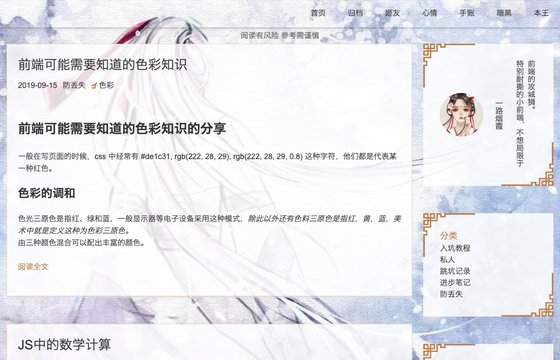 首页 归档 姬友 心情 手账 暗黑 本王
阅读有风险 参考需谨慎
前端可能需要知道的色彩知识
2019-09-15 防丢失 色彩
前端可能需要知道的色彩知识的分享
一般在写页面的时候，css 中经常有 #de1c31, rgb(222, 28, 29), rgb(222, 28, 29, 0.8) 这种字符，他们都是代表某
一种红色。
色彩的调和
色光三原色是指红、绿和蓝，一般显示器等电子设备采用这种模式，除此以外还有色料三原色是指红，黄，蓝，美
术中就是定义这种为色彩三原色。
由三种颜色混合可以配出丰富的颜色。
阅读全文
JS中的数学计算
前端的攻城狮，
特别耐撕的小前端，不想局限于
一路烟霞
分类
入坑教程
私人
跳坑记录
进步笔记
防丢失